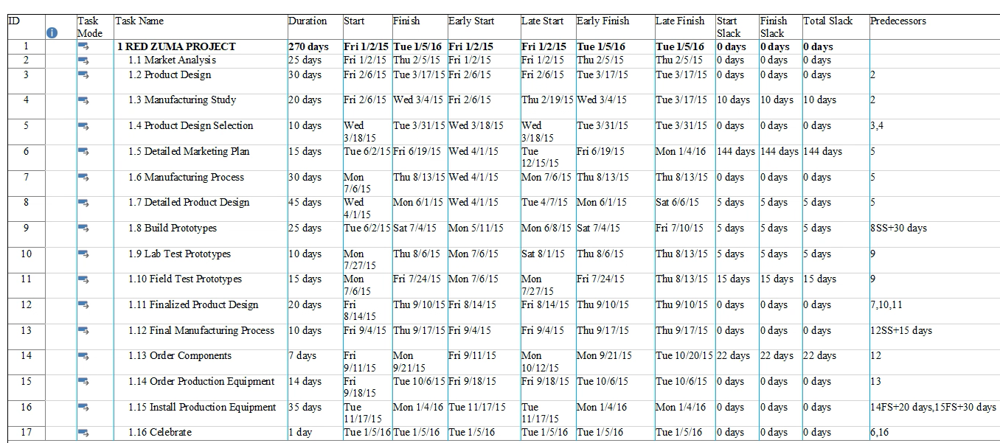 ID Task Mode Task Name Duration Start Finish Early Start Late Start Early Finish Late Finish Start Slack Finish Slack Total Slack Predecessors
1 1 RED ZUMA PROJECT 270 days Fri 1/2/15 Tue 1/5/16 Fri 1/2/15 Fri 1/2/15 Tue 1/5/16 Tue 1/5/16 0 days 0 days 0 days
2 1.1 Market Analysis 25 days Fri 1/2/15 Thu 2/5/15 Fri 1/2/15 Fri 1/2/15 Thu 2/5/15 Thu 2/5/15 0 days 0 days 0 days
3 1.2 Product Design 30 days Fri 2/6/15 Tue 3/17/15 Fri 2/6/15 Fri 2/6/15 Tue 3/17/15 Tue 3/17/15 0 days 0 days 0 days 2
4 1.3 Manufacturing Study 20 days Fri 2/6/15 Wed 3/4/15 Fri 2/6/15 Thu 2/19/15 Wed 3/4/15 Tue 3/17/15 10 days 10 days 10 days 2
5 1.4 Product Design Selection 10 days Wed 3/18/15 Tue 3/31/15 Wed 3/18/15 Wed 3/18/15 Tue 3/31/15 Tue 3/31/15 0 days 0 days 0 days 3,4
6 1.5 Detailed Marketing Plan 15 days Tue 6/2/15 Fri 6/19/15 Wed 4/1/15 Tue 12/15/15 Fri 6/19/15 Mon 1/4/16 144 days 144 days 144 days 5
7 1.6 Manufacturing Process 30 days Mon 7/6/15 Thu 8/13/15 Wed 4/1/15 Mon 7/6/15 Thu 8/13/15 Thu 8/13/15 0 days 0 days 0 days 5
8 1.7 Detailed Product Design 45 days Wed 4/1/15 Mon 6/1/15 Wed 4/1/15 Tue 4/7/15 Mon 6/1/15 Sat 6/6/15 5 days 5 days 5 days 5
9 1.8 Build Prototypes 25 days Tue 6/2/15 Sat 7/4/15 Mon 5/11/15 Mon 6/8/15 Sat 7/4/15 Fri 7/10/15 5 days 5 days 5 days 8SS+30 days
10 1.9 Lab Test Prototypes 10 days Mon 7/27/15 Thu 8/6/15 Mon 7/6/15 Sat 8/1/15 Thu 8/6/15 Thu 8/13/15 5 days 5 days 5 days 9
11 1.10 Field Test Prototypes 15 days Mon 7/6/15 Fri 7/24/15 Mon 7/6/15 Mon 7/27/15 Fri 7/24/15 Thu 8/13/15 15 days 15 days 15 days 9
12 1.11 Finalized Product Design 20 days Fri 8/14/15 Thu 9/10/15 Fri 8/14/15 Fri 8/14/15 Thu 9/10/15 Thu 9/10/15 0 days 0 days 0 days 7,10,11
13 1.12 Final Manufacturing Process 10 days Fri 9/4/15 Thu 9/17/15 Fri 9/4/15 Fri 9/4/15 Thu 9/17/15 Thu 9/17/15 0 days 0 days 0 days 12SS+15 days
14 1.13 Order Components 7 days Fri 9/11/15 Mon 9/21/15 Fri 9/11/15 Mon 10/12/15 Mon 9/21/15 Tue 10/20/15 22 days 22 days 22 days 12
15 1.14 Order Production Equipment 14 days Fri 9/18/15 Tue 10/6/15 Fri 9/18/15 Fri 9/18/15 Tue 10/6/15 Tue 10/6/15 0 days 0 days 0 days 13
16 1.15 Install Production Equipment 35 days Tue 11/17/15 Mon 1/4/16 Tue 11/17/15 Tue 11/17/15 Mon 1/4/16 Mon 1/4/16 0 days 0 days 0 days 14FS+20 days,15FS+30 days
17 1.16 Celebrate 1 day Tue 1/5/16 Tue 1/5/16 Tue 1/5/16 Tue 1/5/16 Tue 1/5/16 Tue 1/5/16 0 days 0 days 0 days 6,16